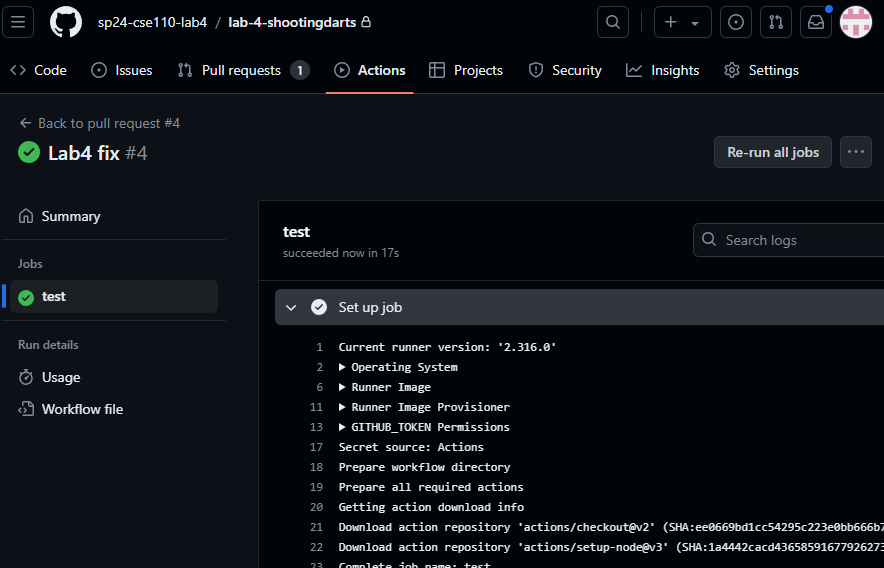 sp24-cse110-lab4 / lab-4-shootingdarts
Code Issues Pull requests 1 Actions Projects Security Insights Settings
Back to pull request #4
Lab4 fix #4
Re-run all jobs
Summary
Jobs
test
Run details
Usage
Workflow file
test
succeeded now in 17s
Search logs
Set up job
1 Current runner version: '2.316.0'
2 Operating System
6 Runner Image
11 Runner Image Provisioner
13 GITHUB_TOKEN Permissions
17 Secret source: Actions
18 Prepare workflow directory
19 Prepare all required actions
20 Getting action download info
21 Download action repository 'actions/checkout@v2' (SHA:ee0669bd1cc54295c223e0bb666b7
22 Download action repository 'actions/setup-node@v3' (SHA:1a4442cacd43658591677926273
23 Complete job name: test